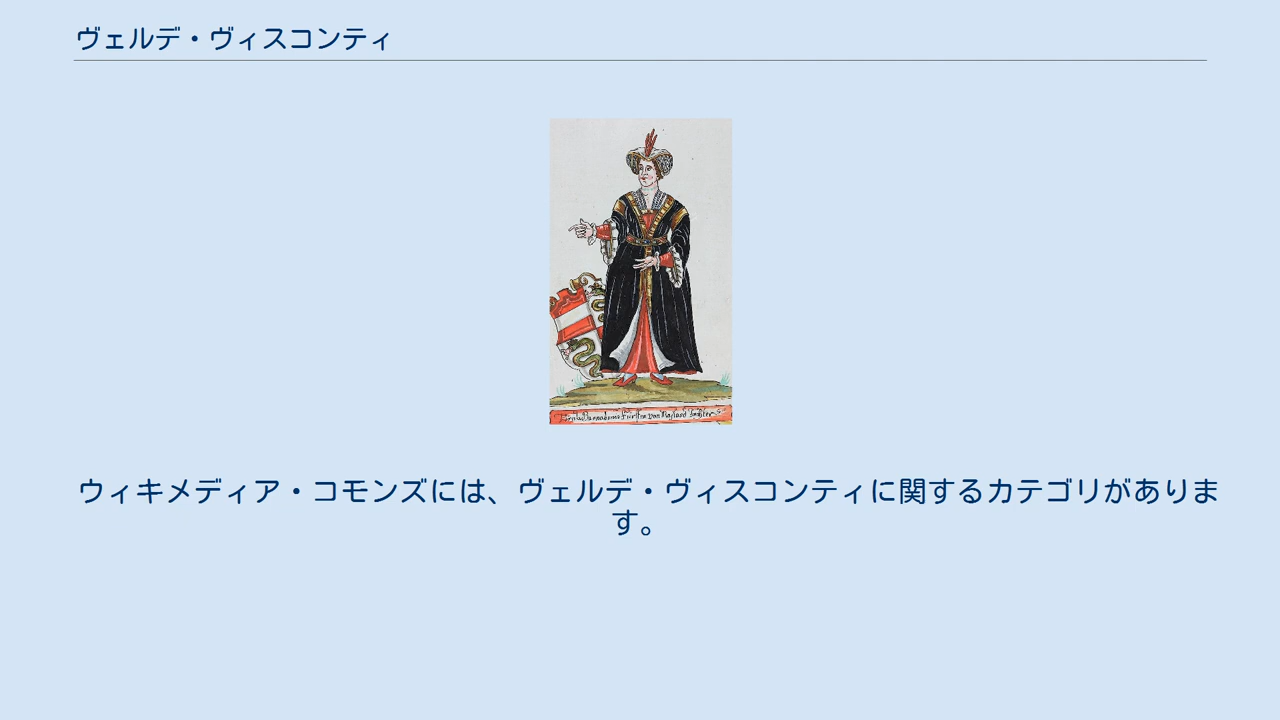 ヴェルデ・ヴィスコンティ
ウィキメディア・コモンズには、ヴェルデ・ヴィスコンティに関するカテゴリがありま
す。